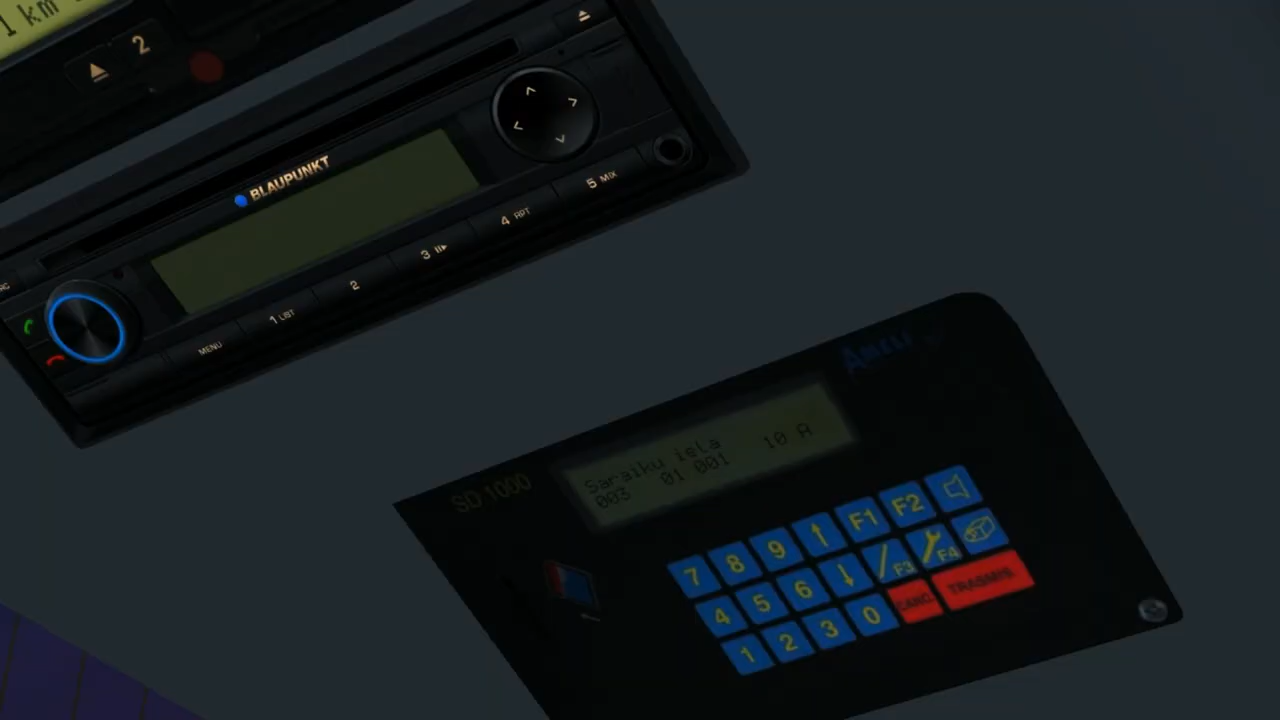 1 km
2
BLAUPUNKT
5 MIX
4 RPT
3
2
1 LIST
MENU
SD-1000
Saraiku iela
003 01 001 10 A
7 8 9 F1 F2
4 5 6 F3 F4
1 2 3 0 CANC. TRASMIS.